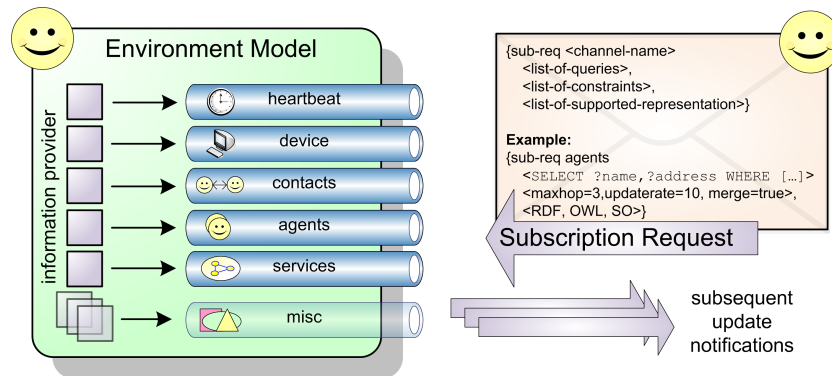 Environment Model
information provider
heartbeat
device
contacts
agents
services
misc
{sub-req <channel-name>
<list-of-queries>,
<list-of-constraints>,
<list-of-supported-representation>}
Example:
{sub-req agents
<SELECT ?name,?address WHERE […]>
<maxhop=3,updaterate=10, merge=true>,
<RDF, OWL, SO>}
Subscription Request
subsequent
update
notifications